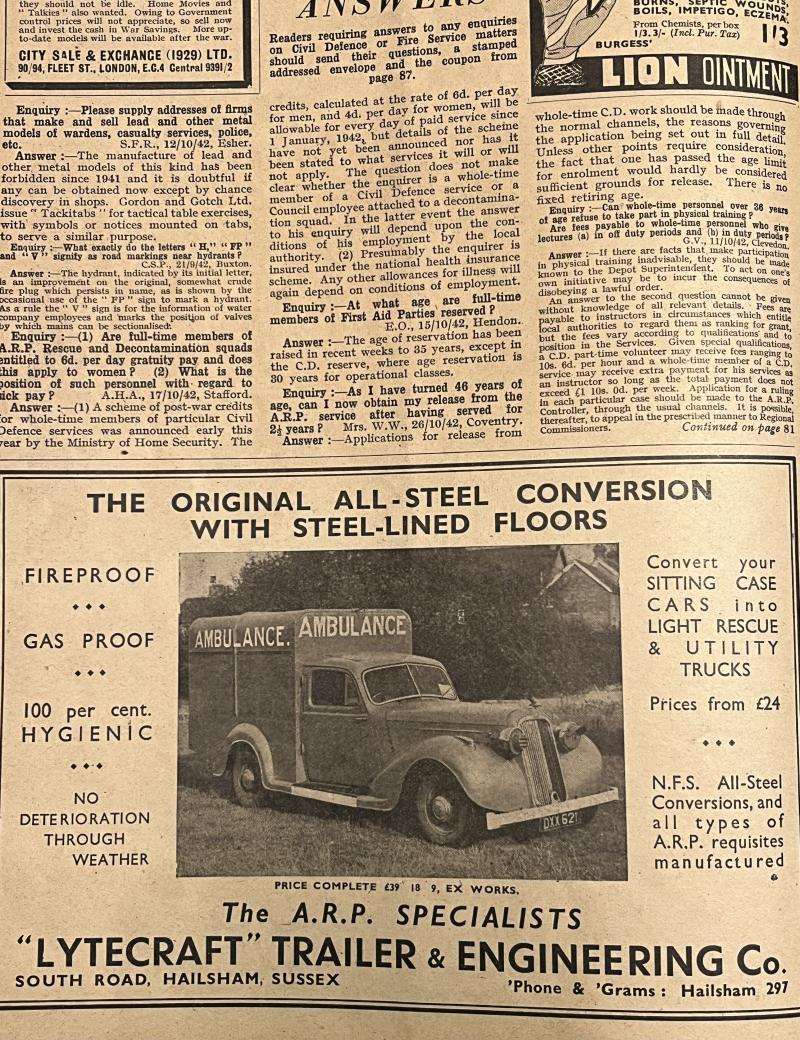 they should not be idle. Home Movies and
" Talkies " also wanted. Owing to Government
control prices will not appreciate, so sell now
and invest the cash in War Savings. More up-
to-date models will be available after the war.
CITY SALE & EXCHANGE (1929) LTD.
90/94, FLEET ST., LONDON, E.C.4 Central 9391/2
Enquiry :—Please supply addresses of firms
that make and sell lead and other metal
models of wardens, casualty services, police,
etc. S.F.R., 12/10/42, Esher.
Answer :—The manufacture of lead and
other metal models of this kind has been
forbidden since 1941 and it is doubtful if
any can be obtained now except by chance
discovery in shops. Gordon and Gotch Ltd.
issue " Tackitabs " for tactical table exercises,
with symbols or notices mounted on tabs,
to serve a similar purpose.
Enquiry :—What exactly do the letters " H," " FP "
and " V " signify as road markings near hydrants ?
C.S.P., 21/9/42, Buxton.
Answer :—The hydrant, indicated by its initial letter,
is an improvement on the original, somewhat crude
fire plug which persists in name, as is shown by the
occasional use of the " FP " sign to mark a hydrant.
As a rule the " V " sign is for the information of water
company employees and marks the position of valves
by which mains can be sectionalised.
Enquiry :—(1) Are full-time members of
A.R.P. Rescue and Decontamination squads
entitled to 6d. per day gratuity pay and does
this apply to women ? (2) What is the
position of such personnel with regard to
sick pay ? A.H.A., 17/10/42, Stafford.
Answer :—(1) A scheme of post-war credits
for whole-time members of particular Civil
Defence services was announced early this
year by the Ministry of Home Security. The
ANSWERS
Readers requiring answers to any enquiries
on Civil Defence or Fire Service matters
should send their questions, a stamped
addressed envelope and the coupon from
page 87.
credits, calculated at the rate of 6d. per day
for men, and 4d. per day for women, will be
allowable for every day of paid service since
1 January, 1942, but details of the scheme
have not yet been announced nor has it
been stated to what services it will or will
not apply. The question does not make
clear whether the enquirer is a whole-time
member of a Civil Defence service or a
Council employee attached to a decontamina-
tion squad. In the latter event the answer
to his enquiry will depend upon the con-
ditions of his employment by the local
authority. (2) Presumably the enquirer is
insured under the national health insurance
scheme. Any other allowances for illness will
again depend on conditions of employment.
Enquiry :—At what age are full-time
members of First Aid Parties reserved ?
E.O., 15/10/42, Hendon.
Answer :—The age of reservation has been
raised in recent weeks to 35 years, except in
the C.D. reserve, where age reservation is
30 years for operational classes.
Enquiry :—As I have turned 46 years of
age, can I now obtain my release from the
A.R.P. service after having served for
2½ years ? Mrs. W.W., 26/10/42, Coventry.
Answer :—Applications for release from
BURNS, SEPTIC WOUNDS,
BOILS, IMPETIGO, ECZEMA.
From Chemists, per box
1/3.3/- (Incl. Pur. Tax) 1'3
BURGESS'
LION OINTMENT
whole-time C.D. work should be made through
the normal channels, the reasons governing
the application being set out in full detail.
Unless other points require consideration,
the fact that one has passed the age limit
for enrolment would hardly be considered
sufficient grounds for release. There is no
fixed retiring age.
Enquiry :—Can whole-time personnel over 36 years
of age refuse to take part in physical training ?
Are fees payable to whole-time personnel who give
lectures (a) in off duty periods and (b) in duty periods ?
G.V., 11/10/42, Clevedon.
Answer :—If there are facts that make participation
in physical training inadvisable, they should be made
known to the Depot Superintendent. To act on one's
own initiative may be to incur the consequences of
disobeying a lawful order.
An answer to the second question cannot be given
without knowledge of all relevant details. Fees are
payable to instructors in circumstances which entitle
local authorities to regard them as ranking for grant,
but the fees vary according to qualifications and to
position in the Services. Given special qualifications,
a C.D. part-time volunteer may receive fees ranging to
10s. 6d. per hour and a whole-time member of a C.D.
service may receive extra payment for his services as
an instructor so long as the total payment does not
exceed £1 10s. 0d. per week. Application for a ruling
in each particular case should be made to the A.R.P.
Controller, through the usual channels. It is possible,
thereafter, to appeal in the prescribed manner to Regional
Commissioners. Continued on page 81
THE ORIGINAL ALL-STEEL CONVERSION
WITH STEEL-LINED FLOORS
FIREPROOF
GAS PROOF
100 per cent.
HYGIENIC
NO
DETERIORATION
THROUGH
WEATHER
AMBULANCE. AMBULANCE
DXX 621
Convert your
SITTING CASE
CARS into
LIGHT RESCUE
& UTILITY
TRUCKS
Prices from £24
N.F.S. All-Steel
Conversions, and
all types of
A.R.P. requisites
manufactured
PRICE COMPLETE £39 18 9, EX WORKS.
The A.R.P. SPECIALISTS
"LYTECRAFT" TRAILER & ENGINEERING Co.
SOUTH ROAD, HAILSHAM, SUSSEX
'Phone & 'Grams : Hailsham 297